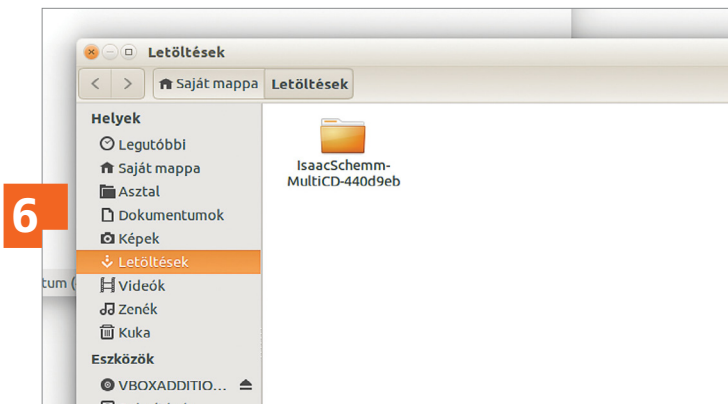 Letöltések
Saját mappa Letöltések
Helyek
Legutóbbi
Saját mappa
Asztal
Dokumentumok
Képek
Letöltések
Videók
Zenék
Kuka
Eszközök
VBOXADDITIO...
IsaacSchemm-
MultiCD-440d9eb
6
tum (